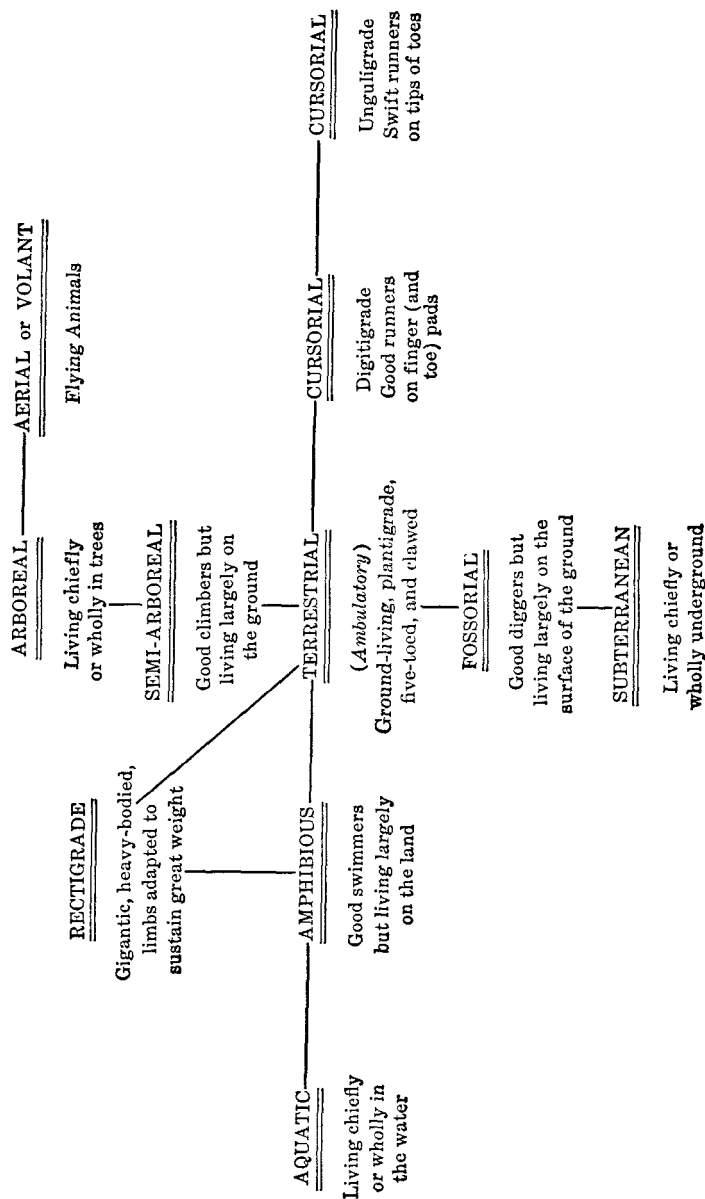 ARBOREAL
Living chiefly
or wholly in trees
AERIAL or VOLANT
Flying Animals
RECTIGRADE
Gigantic, heavy-bodied,
limbs adapted to
sustain great weight
SEMI-ARBOREAL
Good climbers but
living largely on
the ground
AQUATIC
Living chiefly
or wholly in
the water
AMPHIBIOUS
Good swimmers
but living largely
on the land
TERRESTRIAL
(Ambulatory)
Ground-living, plantigrade,
five-toed, and clawed
CURSORIAL
Digitigrade
Good runners
on finger (and
toe) pads
CURSORIAL
Unguligrade
Swift runners
on tips of toes
FOSSORIAL
Good diggers but
living largely on the
surface of the ground
SUBTERRANEAN
Living chiefly or
wholly underground